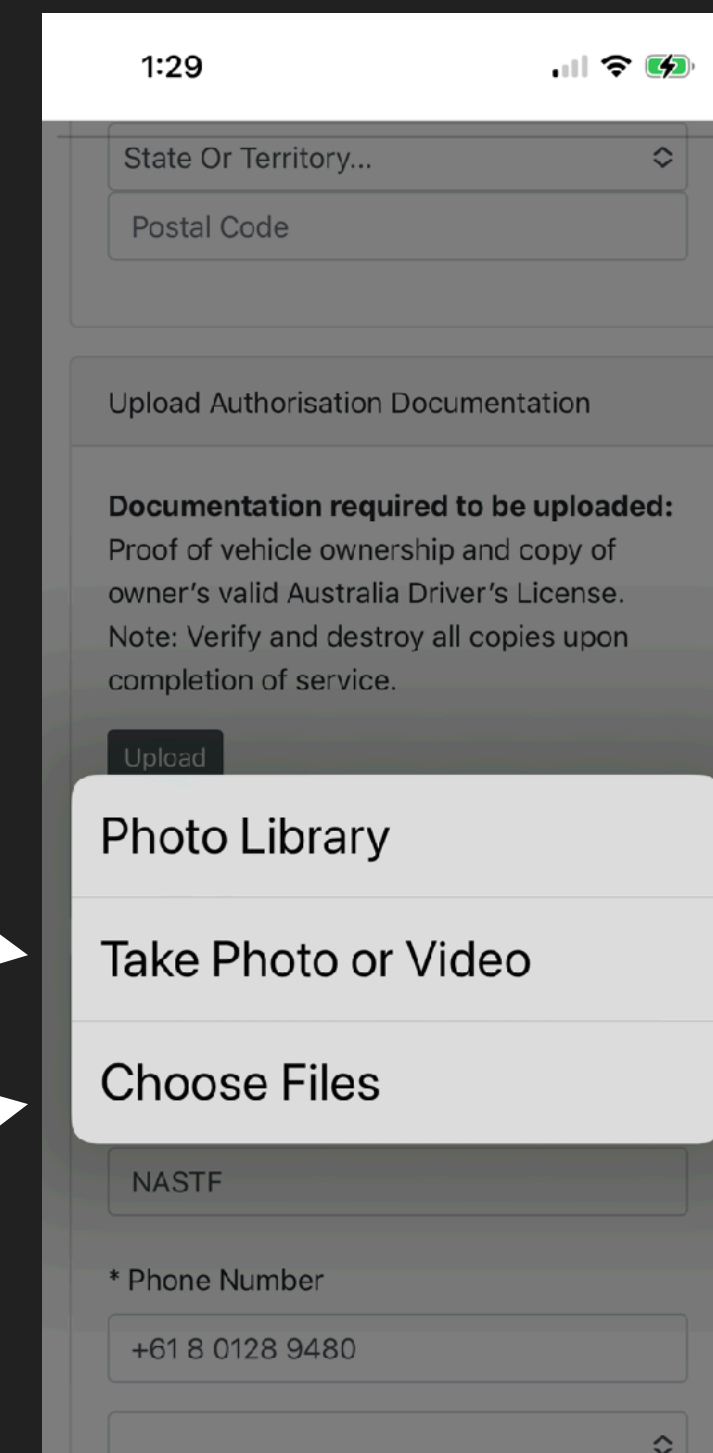 1:29
State Or Territory...
Postal Code
Upload Authorisation Documentation
Documentation required to be uploaded:
Proof of vehicle ownership and copy of
owner's valid Australia Driver's License.
Note: Verify and destroy all copies upon
completion of service.
Upload
Photo Library
Take Photo or Video
Choose Files
NASTF
* Phone Number
+61 8 0128 9480